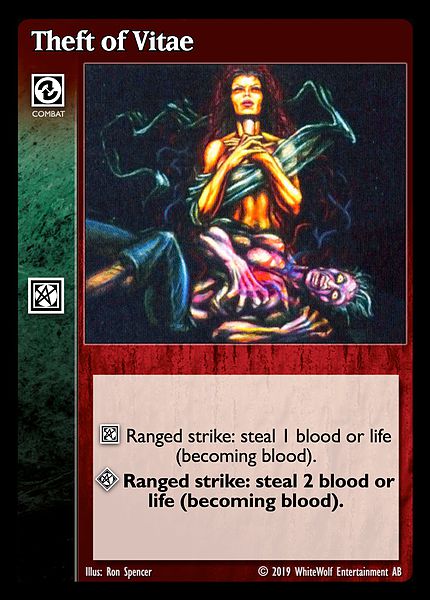 Theft of Vitae
COMBAT
Ranged strike: steal 1 blood or life
(becoming blood).
Ranged strike: steal 2 blood or
life (becoming blood).
Illus: Ron Spencer
© 2019 WhiteWolf Entertainment AB